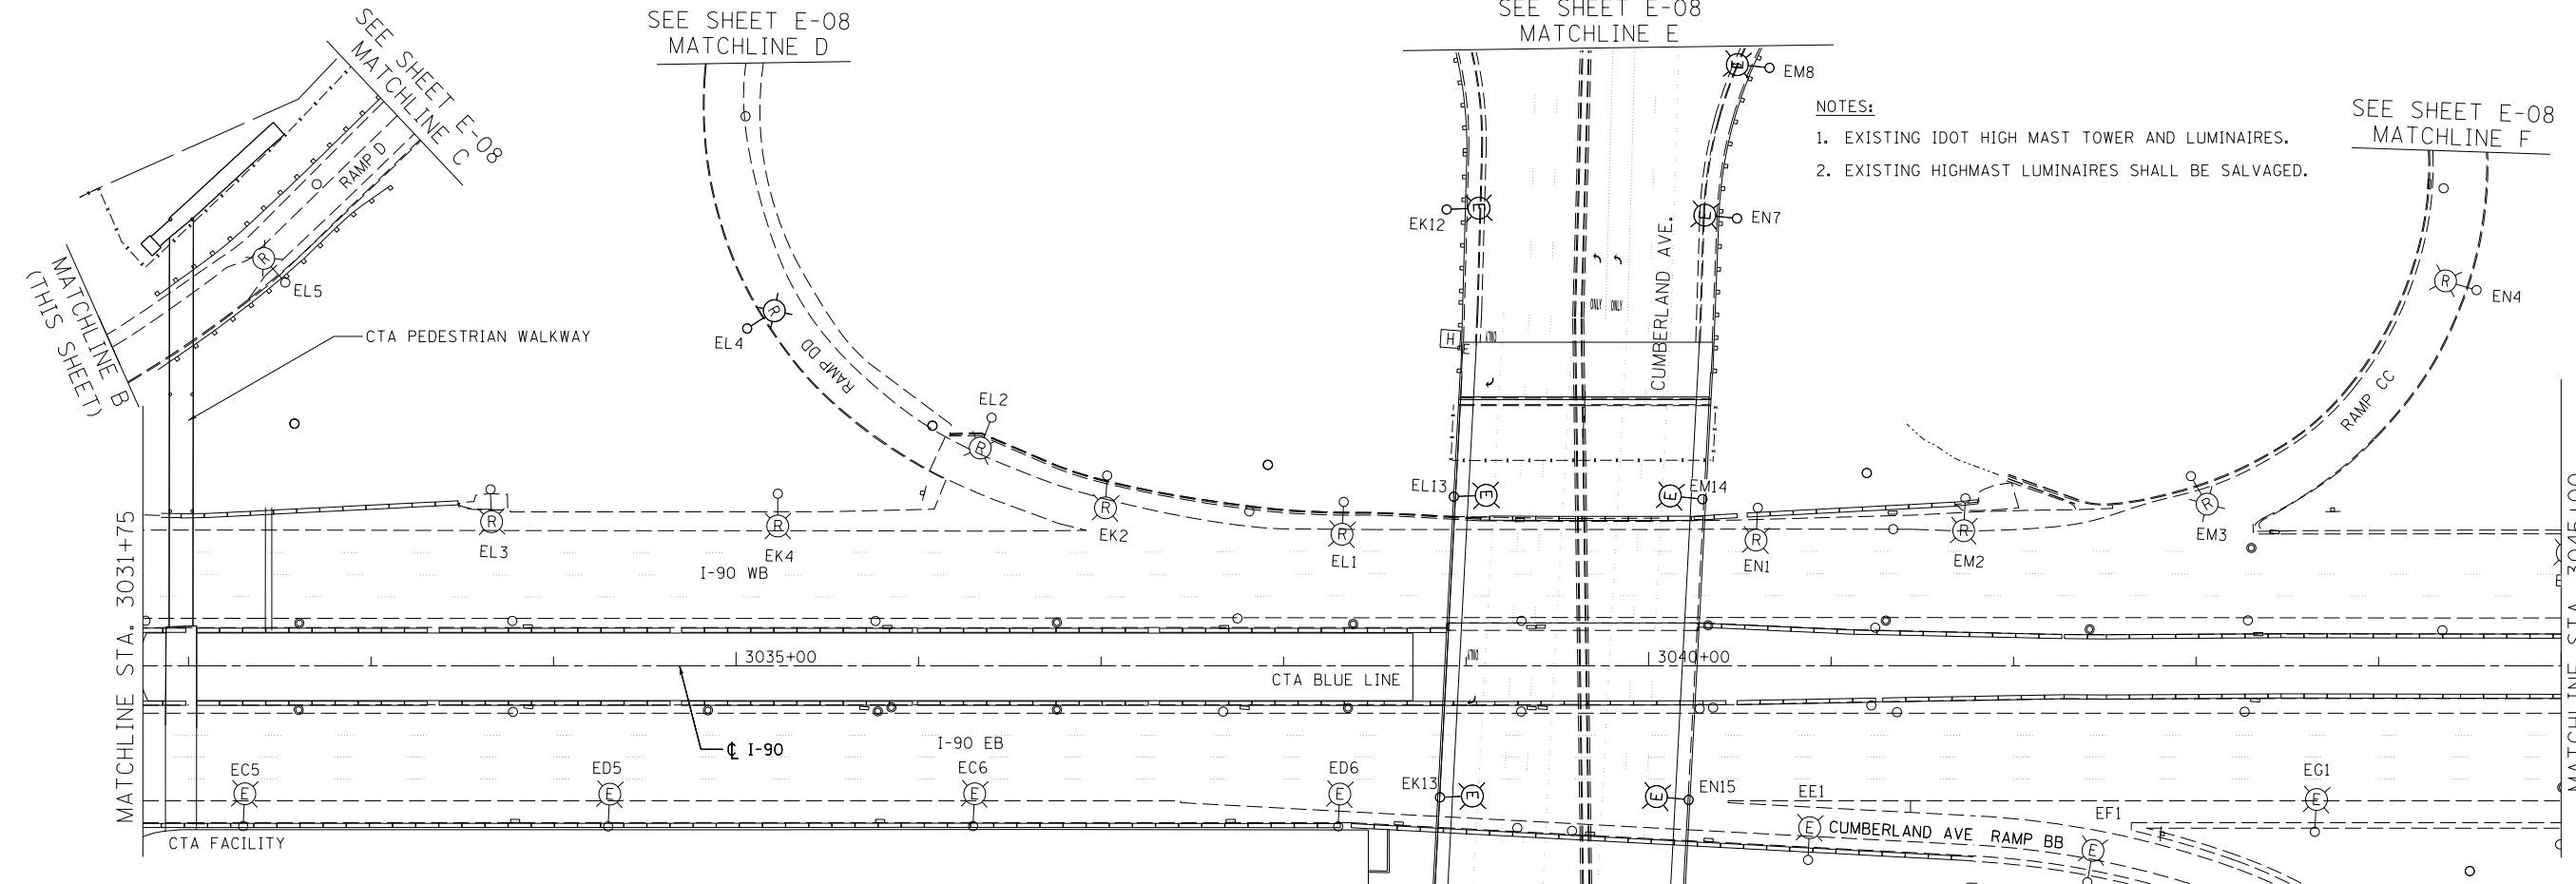 SEE SHEET E-08
MATCHLINE C
SEE SHEET E-08
MATCHLINE D
SEE SHEET E-08
MATCHLINE E
SEE SHEET E-08
MATCHLINE F
NOTES:
1. EXISTING IDOT HIGH MAST TOWER AND LUMINAIRES.
2. EXISTING HIGHMAST LUMINAIRES SHALL BE SALVAGED.
E
EM8
RAMP D
E
EK12
E
EN7
CUMBERLAND AVE.
R
EL5
MATCHLINE B
(THIS SHEET)
CTA PEDESTRIAN WALKWAY
R
EL4
RAMP DD
R
EN4
ONLY
ONLY
H
E
RAMP CC
EL2
R
EL13
E
E
EM14
R
EL3
R
EK4
R
EK2
R
EL1
R
EN1
R
EM2
R
EM3
I-90 WB
MATCHLINE STA. 3031+75
3035+00
3040+00
CTA BLUE LINE
℄ I-90
I-90 EB
EC5
E
ED5
E
EC6
E
ED6
E
EK13
E
E
EN15
EE1
E
CUMBERLAND AVE RAMP BB
EF1
E
EG1
E
CTA FACILITY